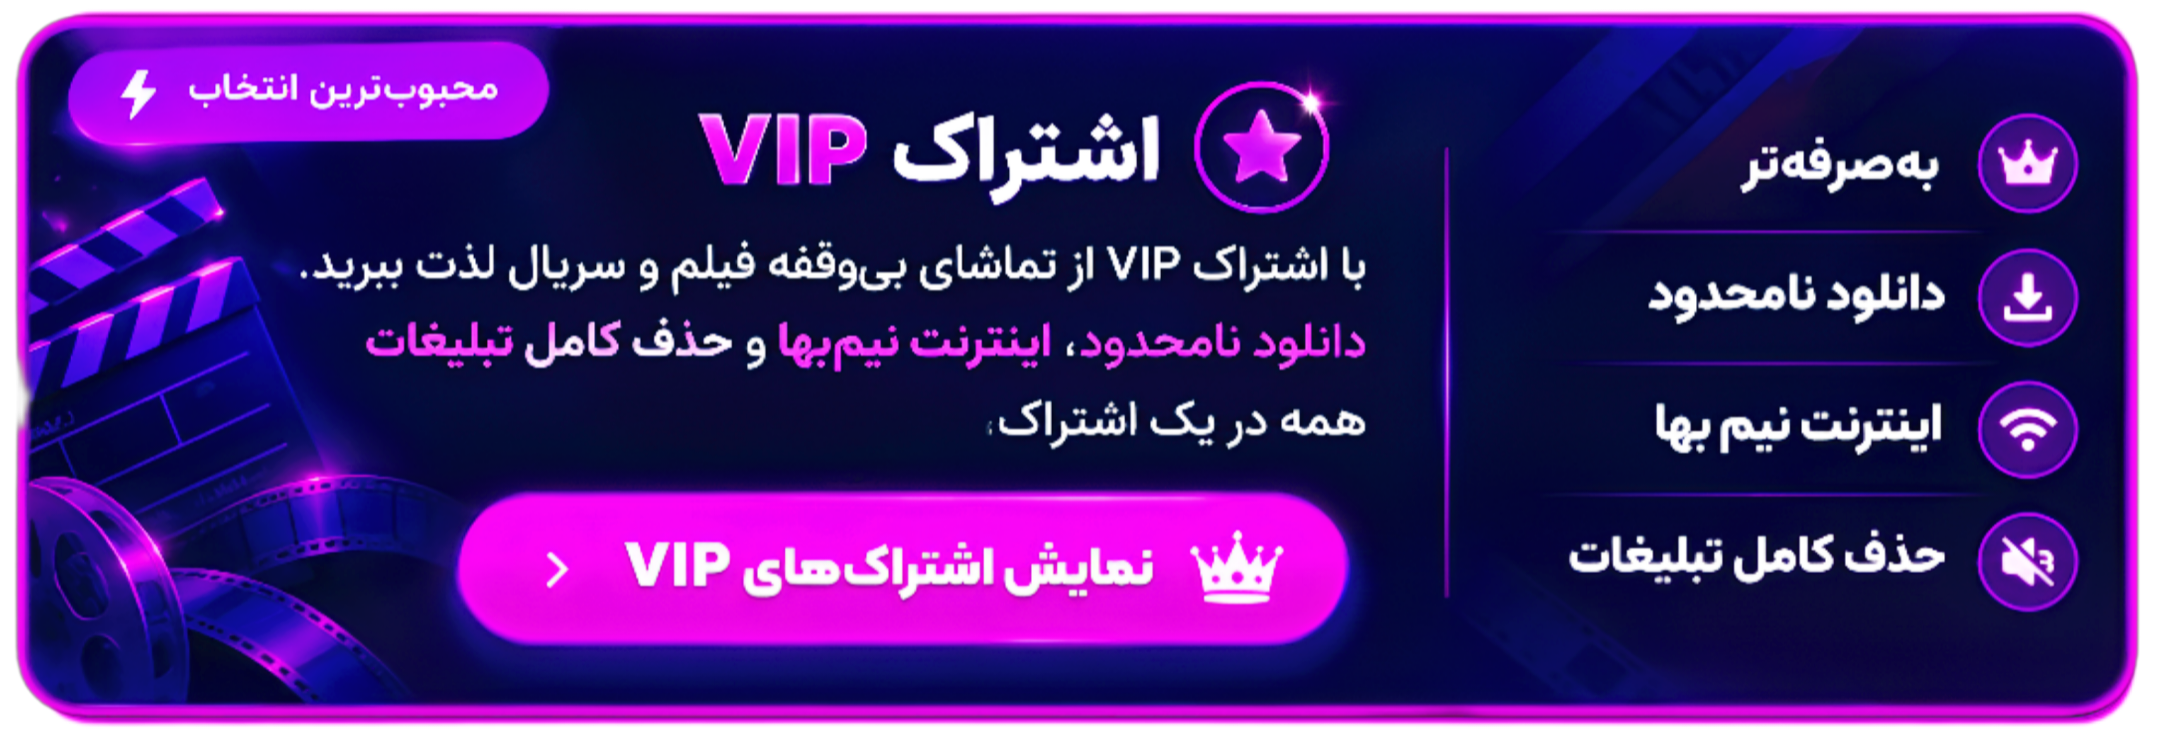 محبوب‌ترین انتخاب
اشتراک VIP
با اشتراک VIP از تماشای بی‌وقفه فیلم و سریال لذت ببرید.
دانلود نامحدود، اینترنت نیم‌بها و حذف کامل تبلیغات
همه در یک اشتراک.
نمایش اشتراک‌های VIP
به‌صرفه‌تر
دانلود نامحدود
اینترنت نیم بها
حذف کامل تبلیغات